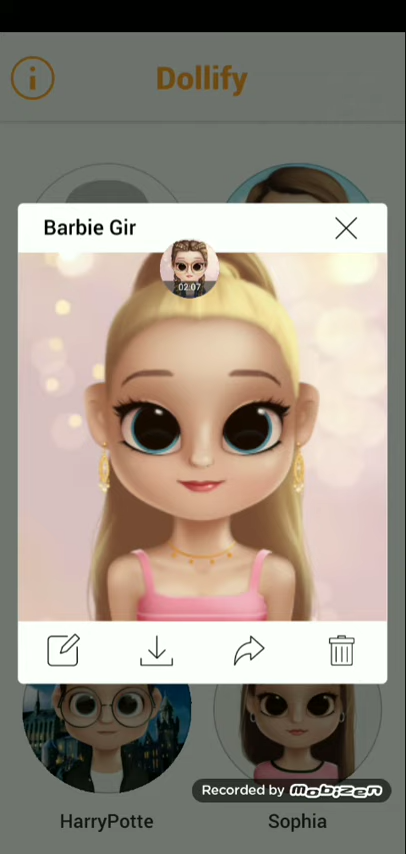 Dollify
Barbie Gir
02:07
Recorded by Mobizen
HarryPotte
Sophia